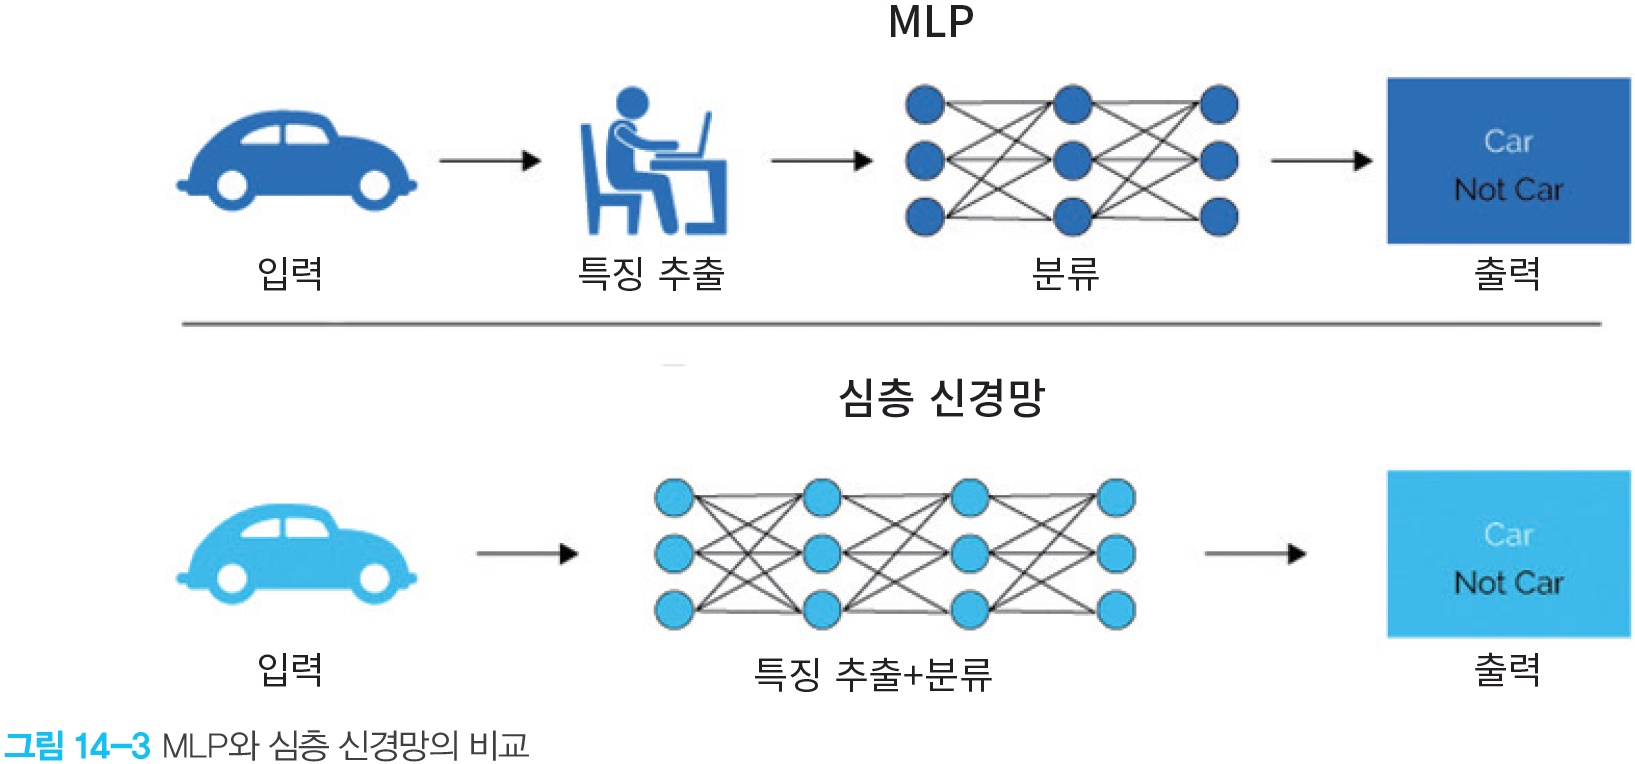 MLP
Car
Not Car
입력
특징 추출
분류
출력
심층 신경망
Car
Not Car
입력
특징 추출+분류
출력
그림 14-3 MLP와 심층 신경망의 비교